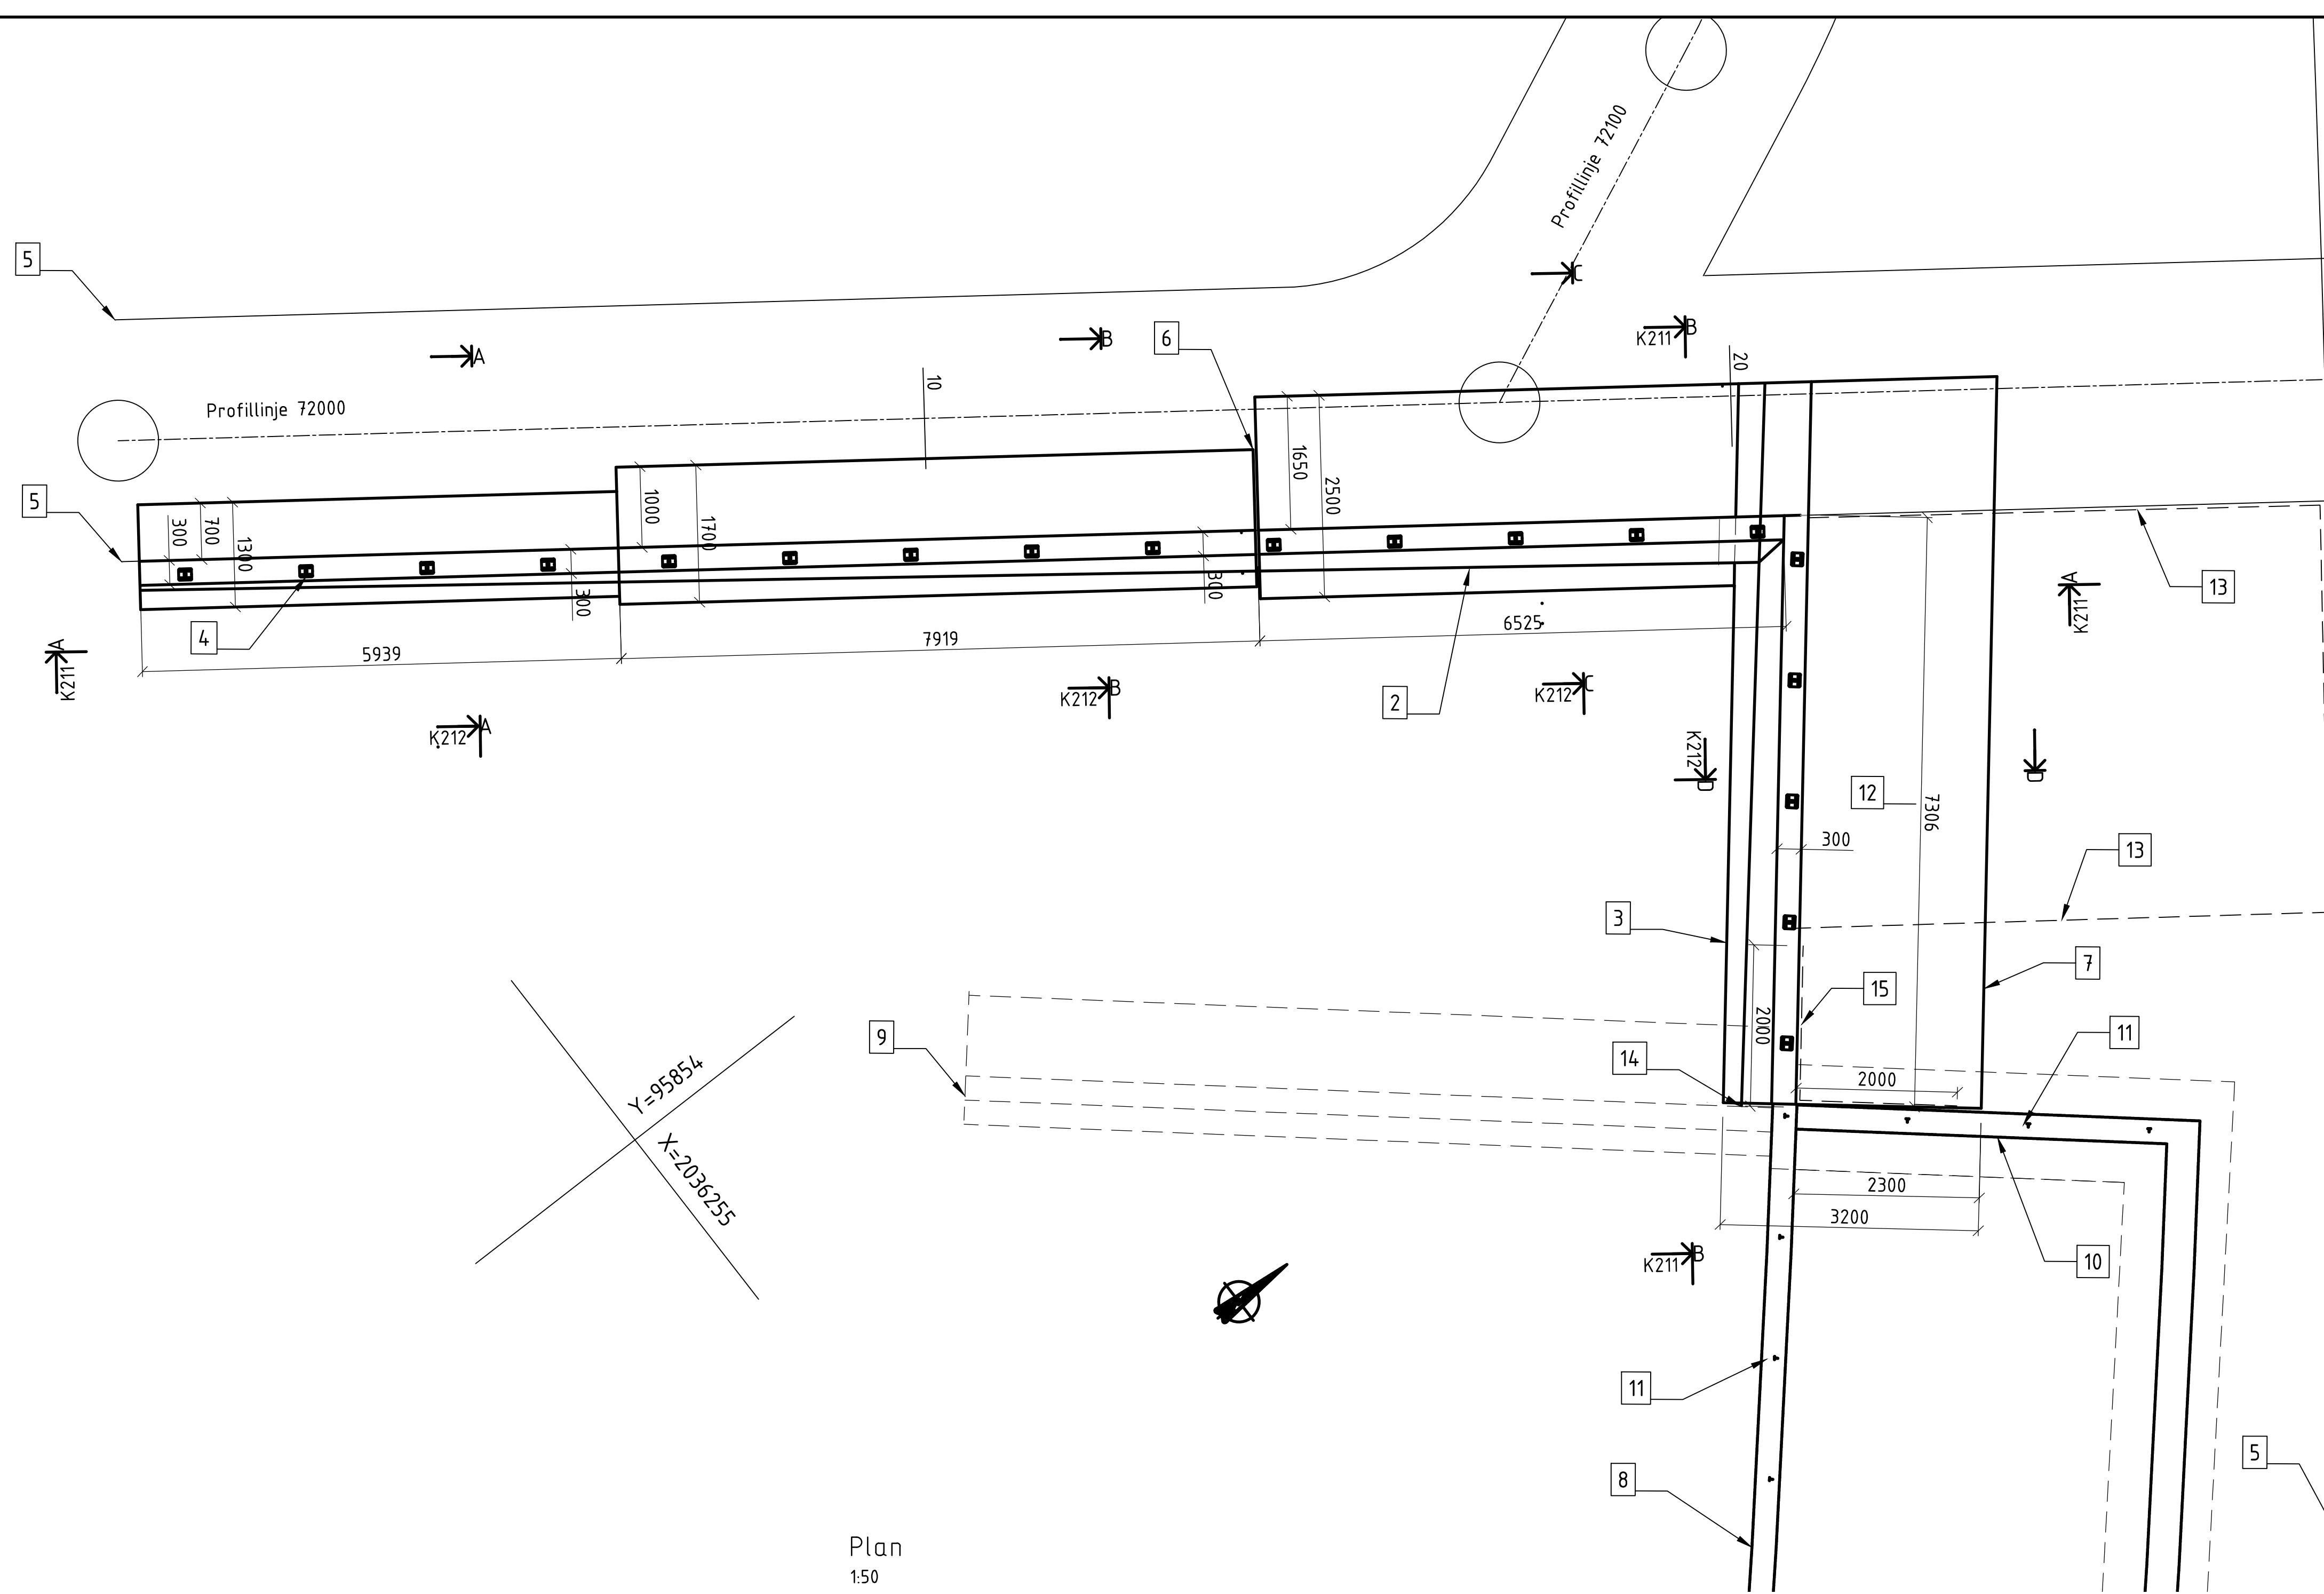 Profillinje 72100
5
C
K211
B
A
B
6
20
10
Profillinje 72000
5
1650
2500
1000
1700
300
700
1300
300
300
13
A
K211
4
6525
7919
5939
A
K211
K212
B
K212
C
2
K212
A
K212
D
D
12
7306
300
13
3
7
15
9
2000
11
14
2000
Y=95854
X=2036255
2300
3200
K211
B
10
11
5
8
Plan
1:50